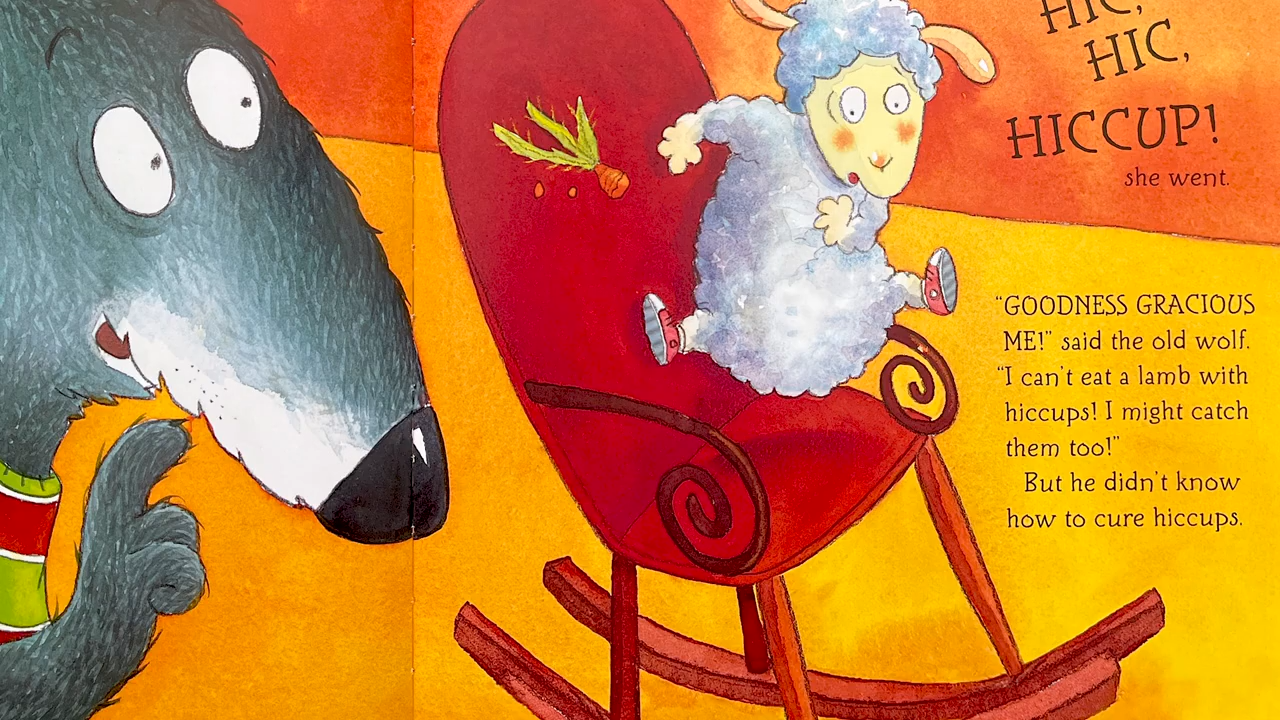 HIC,
HIC,
HICCUP!
she went.
“GOODNESS GRACIOUS
ME!” said the old wolf.
“I can't eat a lamb with
hiccups! I might catch
them too!”
But he didn't know
how to cure hiccups.